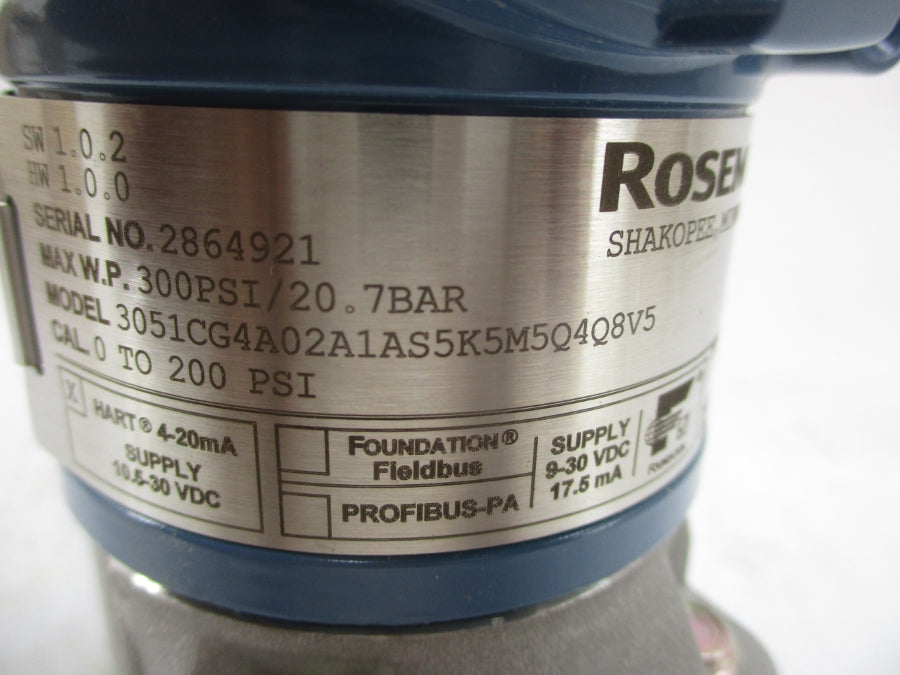 SW 1.0.2
HW 1.0.0
SERIAL NO. 2864921
MAX W.P. 300PSI/20.7BAR
MODEL 3051CG4A02A1AS5K5M5Q4Q8V5
CAL. 0 TO 200 PSI
X HART® 4-20mA
SUPPLY
10.5-30 VDC
FOUNDATION®
Fieldbus
PROFIBUS-PA
SUPPLY
9-30 VDC
17.5 mA
ROSEM
SHAKOPEE,